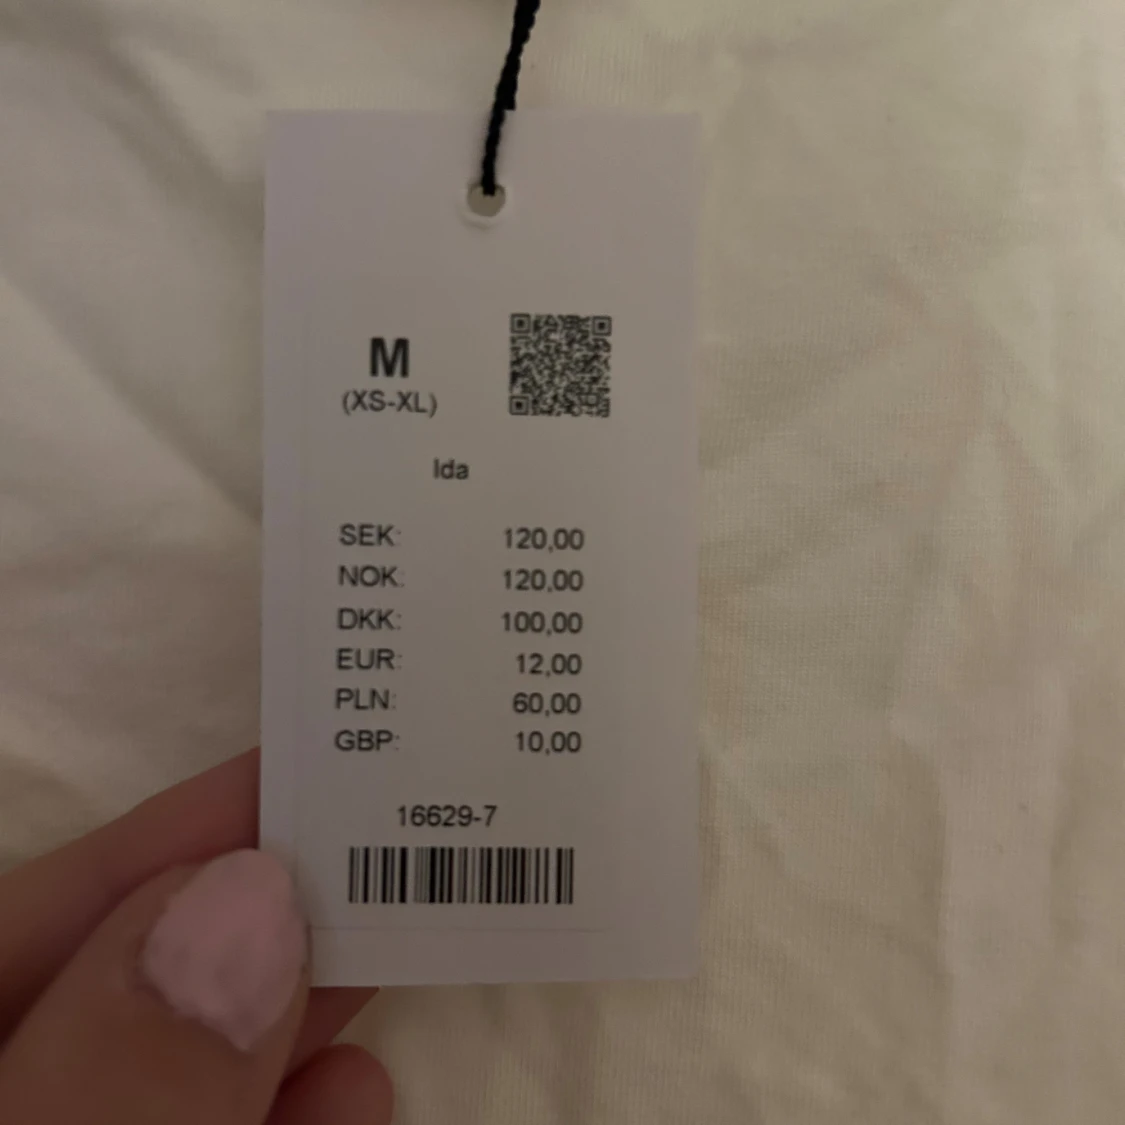 M
(XS-XL)
Ida
SEK: 120,00
NOK: 120,00
DKK: 100,00
EUR: 12,00
PLN: 60,00
GBP: 10,00
16629-7